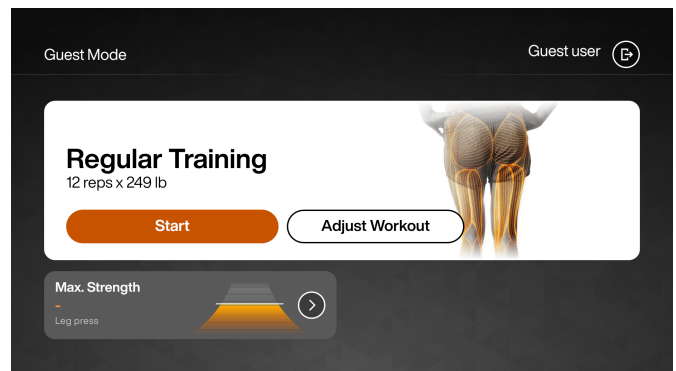 Guest Mode
Guest user
Regular Training
12 reps x 249 lb
Start
Adjust Workout
Max. Strength
-
Leg press